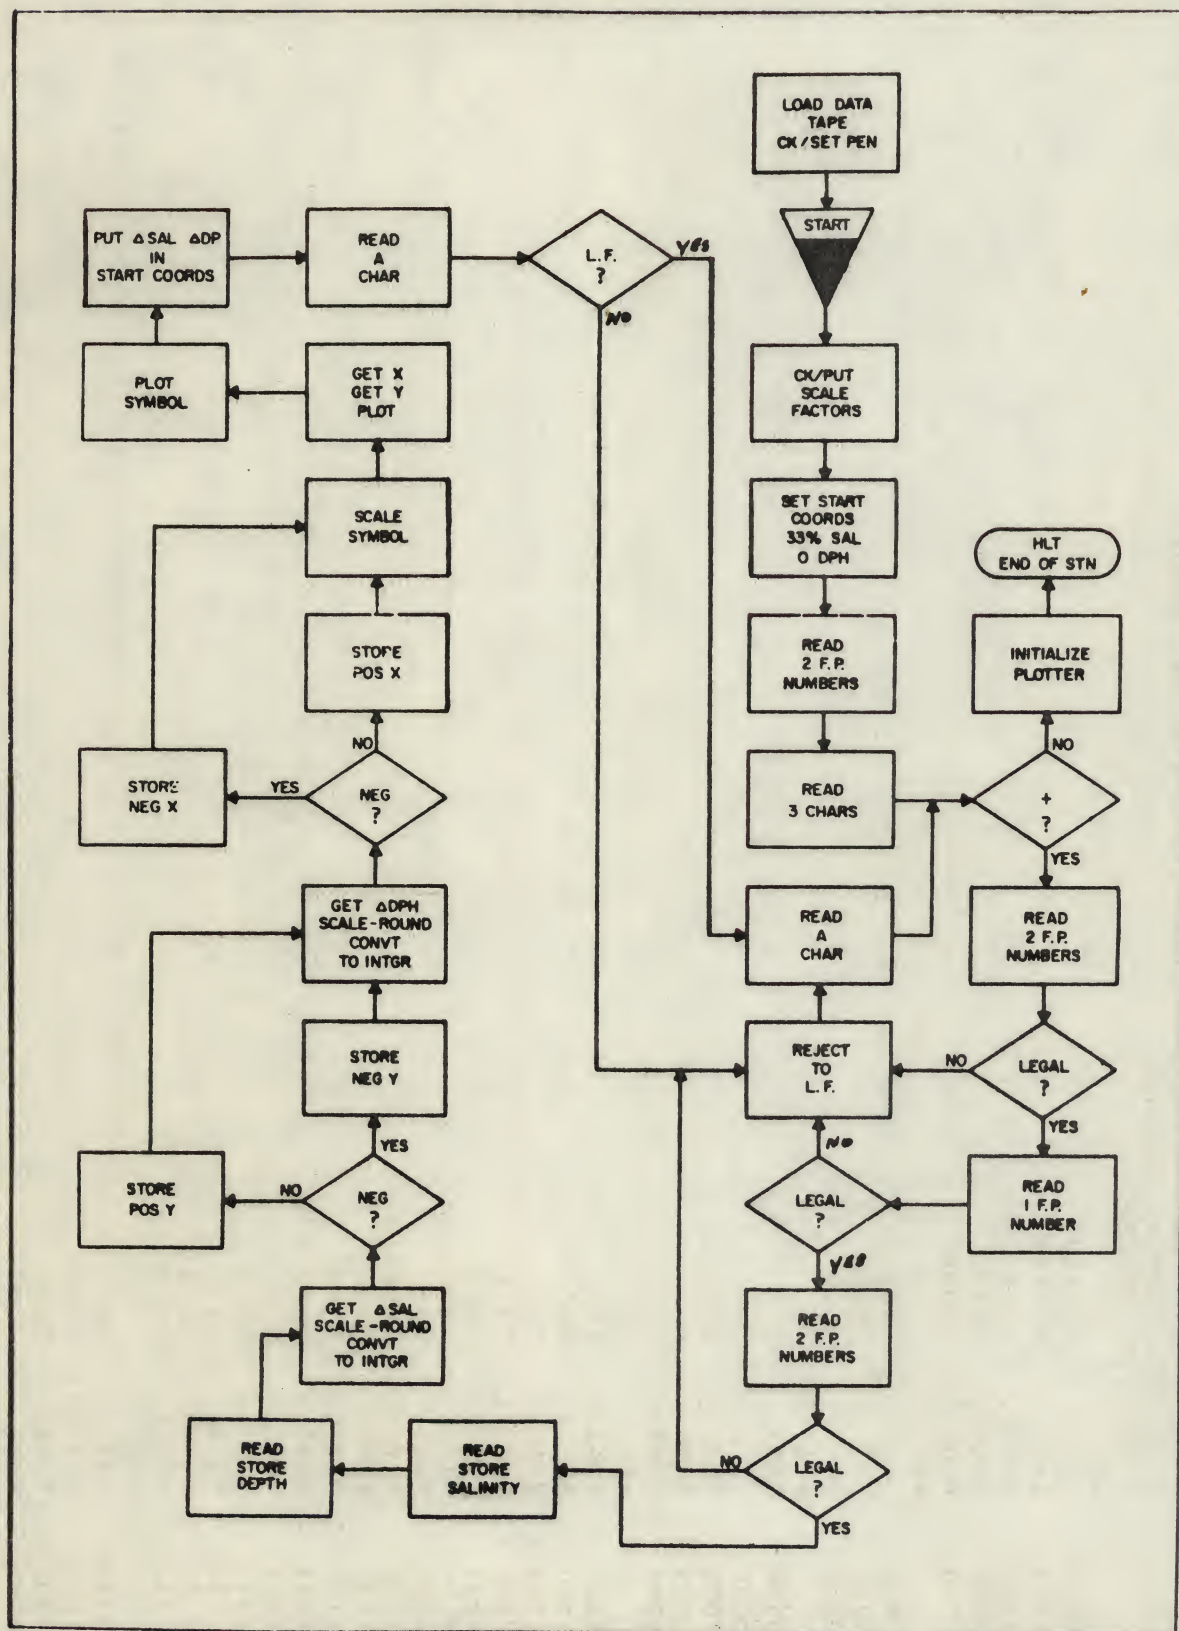 LOAD DATA
TAPE
CK/SET PEN
START
CK/PUT
SCALE
FACTORS
SET START
COORDS
33% SAL
0 DPH
READ
2 F.P.
NUMBERS
READ
3 CHARS
+
?
NO
INITIALIZE
PLOTTER
HLT
END OF STN
YES
READ
2 F.P.
NUMBERS
LEGAL
?
NO
YES
READ
1 F.P.
NUMBER
LEGAL
?
NO
YES
READ
2 F.P.
NUMBERS
LEGAL
?
NO
YES
REJECT
TO
L.F.
READ
A
CHAR
READ
STORE
SALINITY
READ
STORE
DEPTH
GET ΔSAL
SCALE-ROUND
CONVT
TO INTGR
NEG
?
NO
YES
STORE
POS Y
STORE
NEG Y
GET ΔDPH
SCALE-ROUND
CONVT
TO INTGR
NEG
?
YES
NO
STORE
NEG X
STORE
POS X
SCALE
SYMBOL
GET X
GET Y
PLOT
PLOT
SYMBOL
PUT ΔSAL ΔDP
IN
START COORDS
READ
A
CHAR
L.F.
?
YES
NO